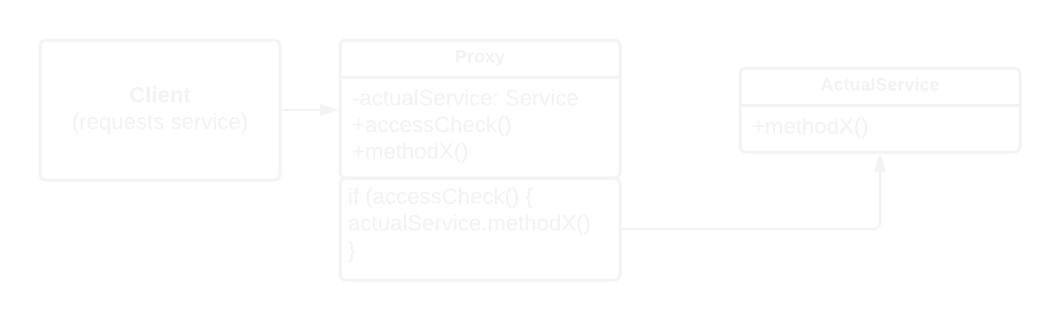 Client
(requests service)
Proxy
-actualService: Service
+accessCheck()
+methodX()
if (accessCheck() {
actualService.methodX()
}
ActualService
+methodX()